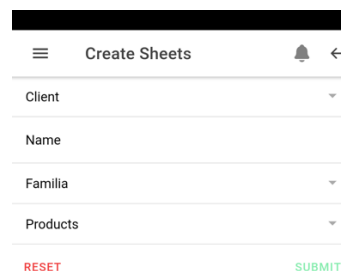 Create Sheets
Client
Name
Familia
Products
RESET SUBMIT